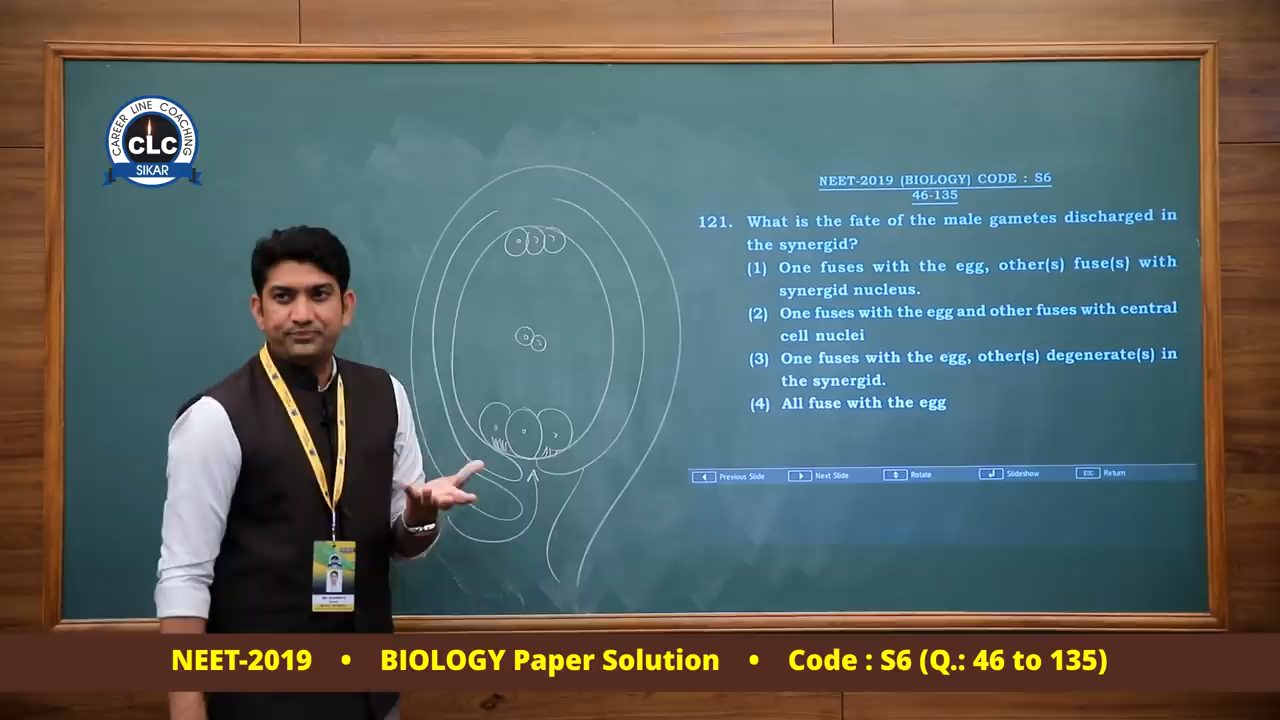 CAREER LINE COACHING
CLC
SIKAR
NEET-2019 (BIOLOGY) CODE : S6
46-135
121. What is the fate of the male gametes discharged in
the synergid?
(1) One fuses with the egg, other(s) fuse(s) with
synergid nucleus.
(2) One fuses with the egg and other fuses with central
cell nuclei
(3) One fuses with the egg, other(s) degenerate(s) in
the synergid.
(4) All fuse with the egg
Previous Slide Next Slide Rotate Slideshow ESC Return
NEET-2019 • BIOLOGY Paper Solution • Code : S6 (Q.: 46 to 135)